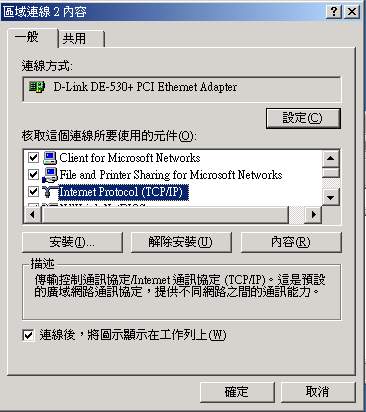 區域連線 2 內容
一般
共用
連線方式:
D-Link DE-530+ PCI Ethernet Adapter
設定(C)
核取這個連線所要使用的元件(O):
Client for Microsoft Networks
File and Printer Sharing for Microsoft Networks
Internet Protocol (TCP/IP)
安裝(I)...
解除安裝(U)
內容(R)
描述
傳輸控制通訊協定/Internet 通訊協定 (TCP/IP)。這是預設
的廣域網路通訊協定，提供不同網路之間的通訊能力。
連線後，將圖示顯示在工作列上(W)
確定
取消